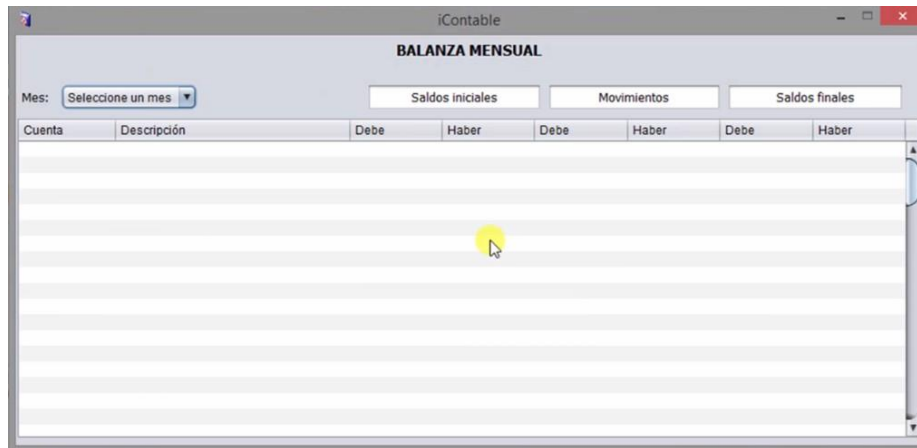 iContable
BALANZA MENSUAL
Mes: Seleccione un mes Saldos iniciales Movimientos Saldos finales
Cuenta Descripción Debe Haber Debe Haber Debe Haber